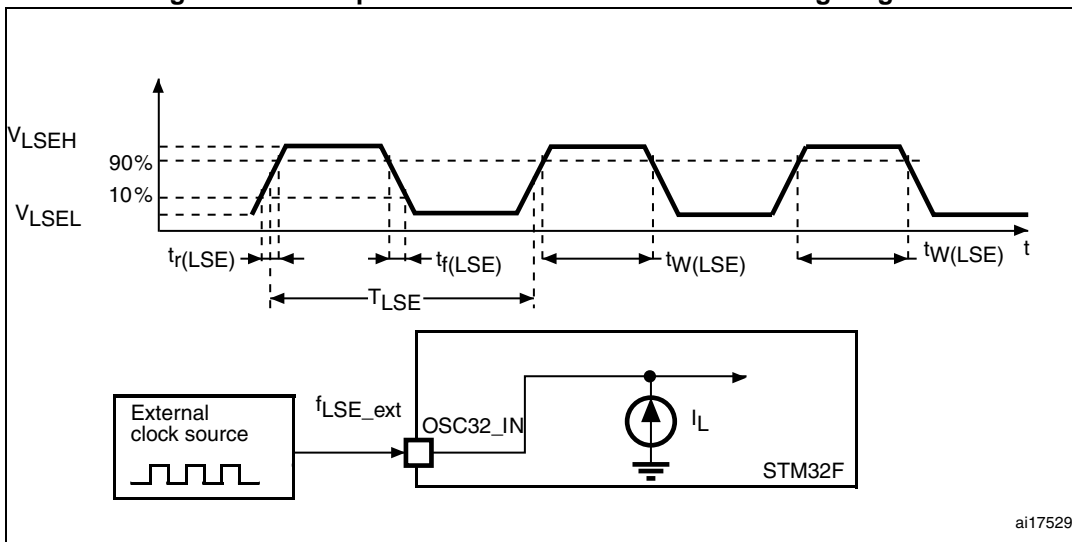 V_LSEH
90%
10%
V_LSEL
t_r(LSE)
t_f(LSE)
t_W(LSE)
t_W(LSE)
t
T_LSE
External
clock source
f_LSE_ext
OSC32_IN
I_L
STM32F
ai17529